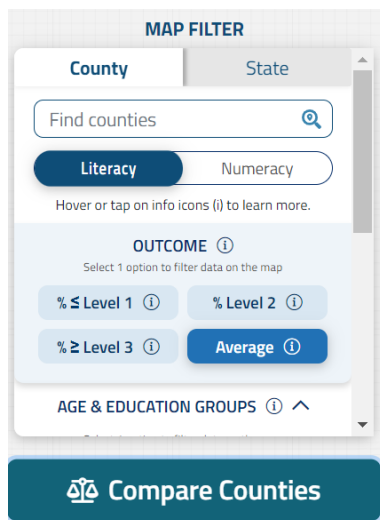 MAP FILTER
County State
Find counties
Literacy Numeracy
Hover or tap on info icons (i) to learn more.
OUTCOME ⓘ
Select 1 option to filter data on the map
% ≤ Level 1 ⓘ % Level 2 ⓘ
% ≥ Level 3 ⓘ Average ⓘ
AGE & EDUCATION GROUPS ⓘ
Compare Counties